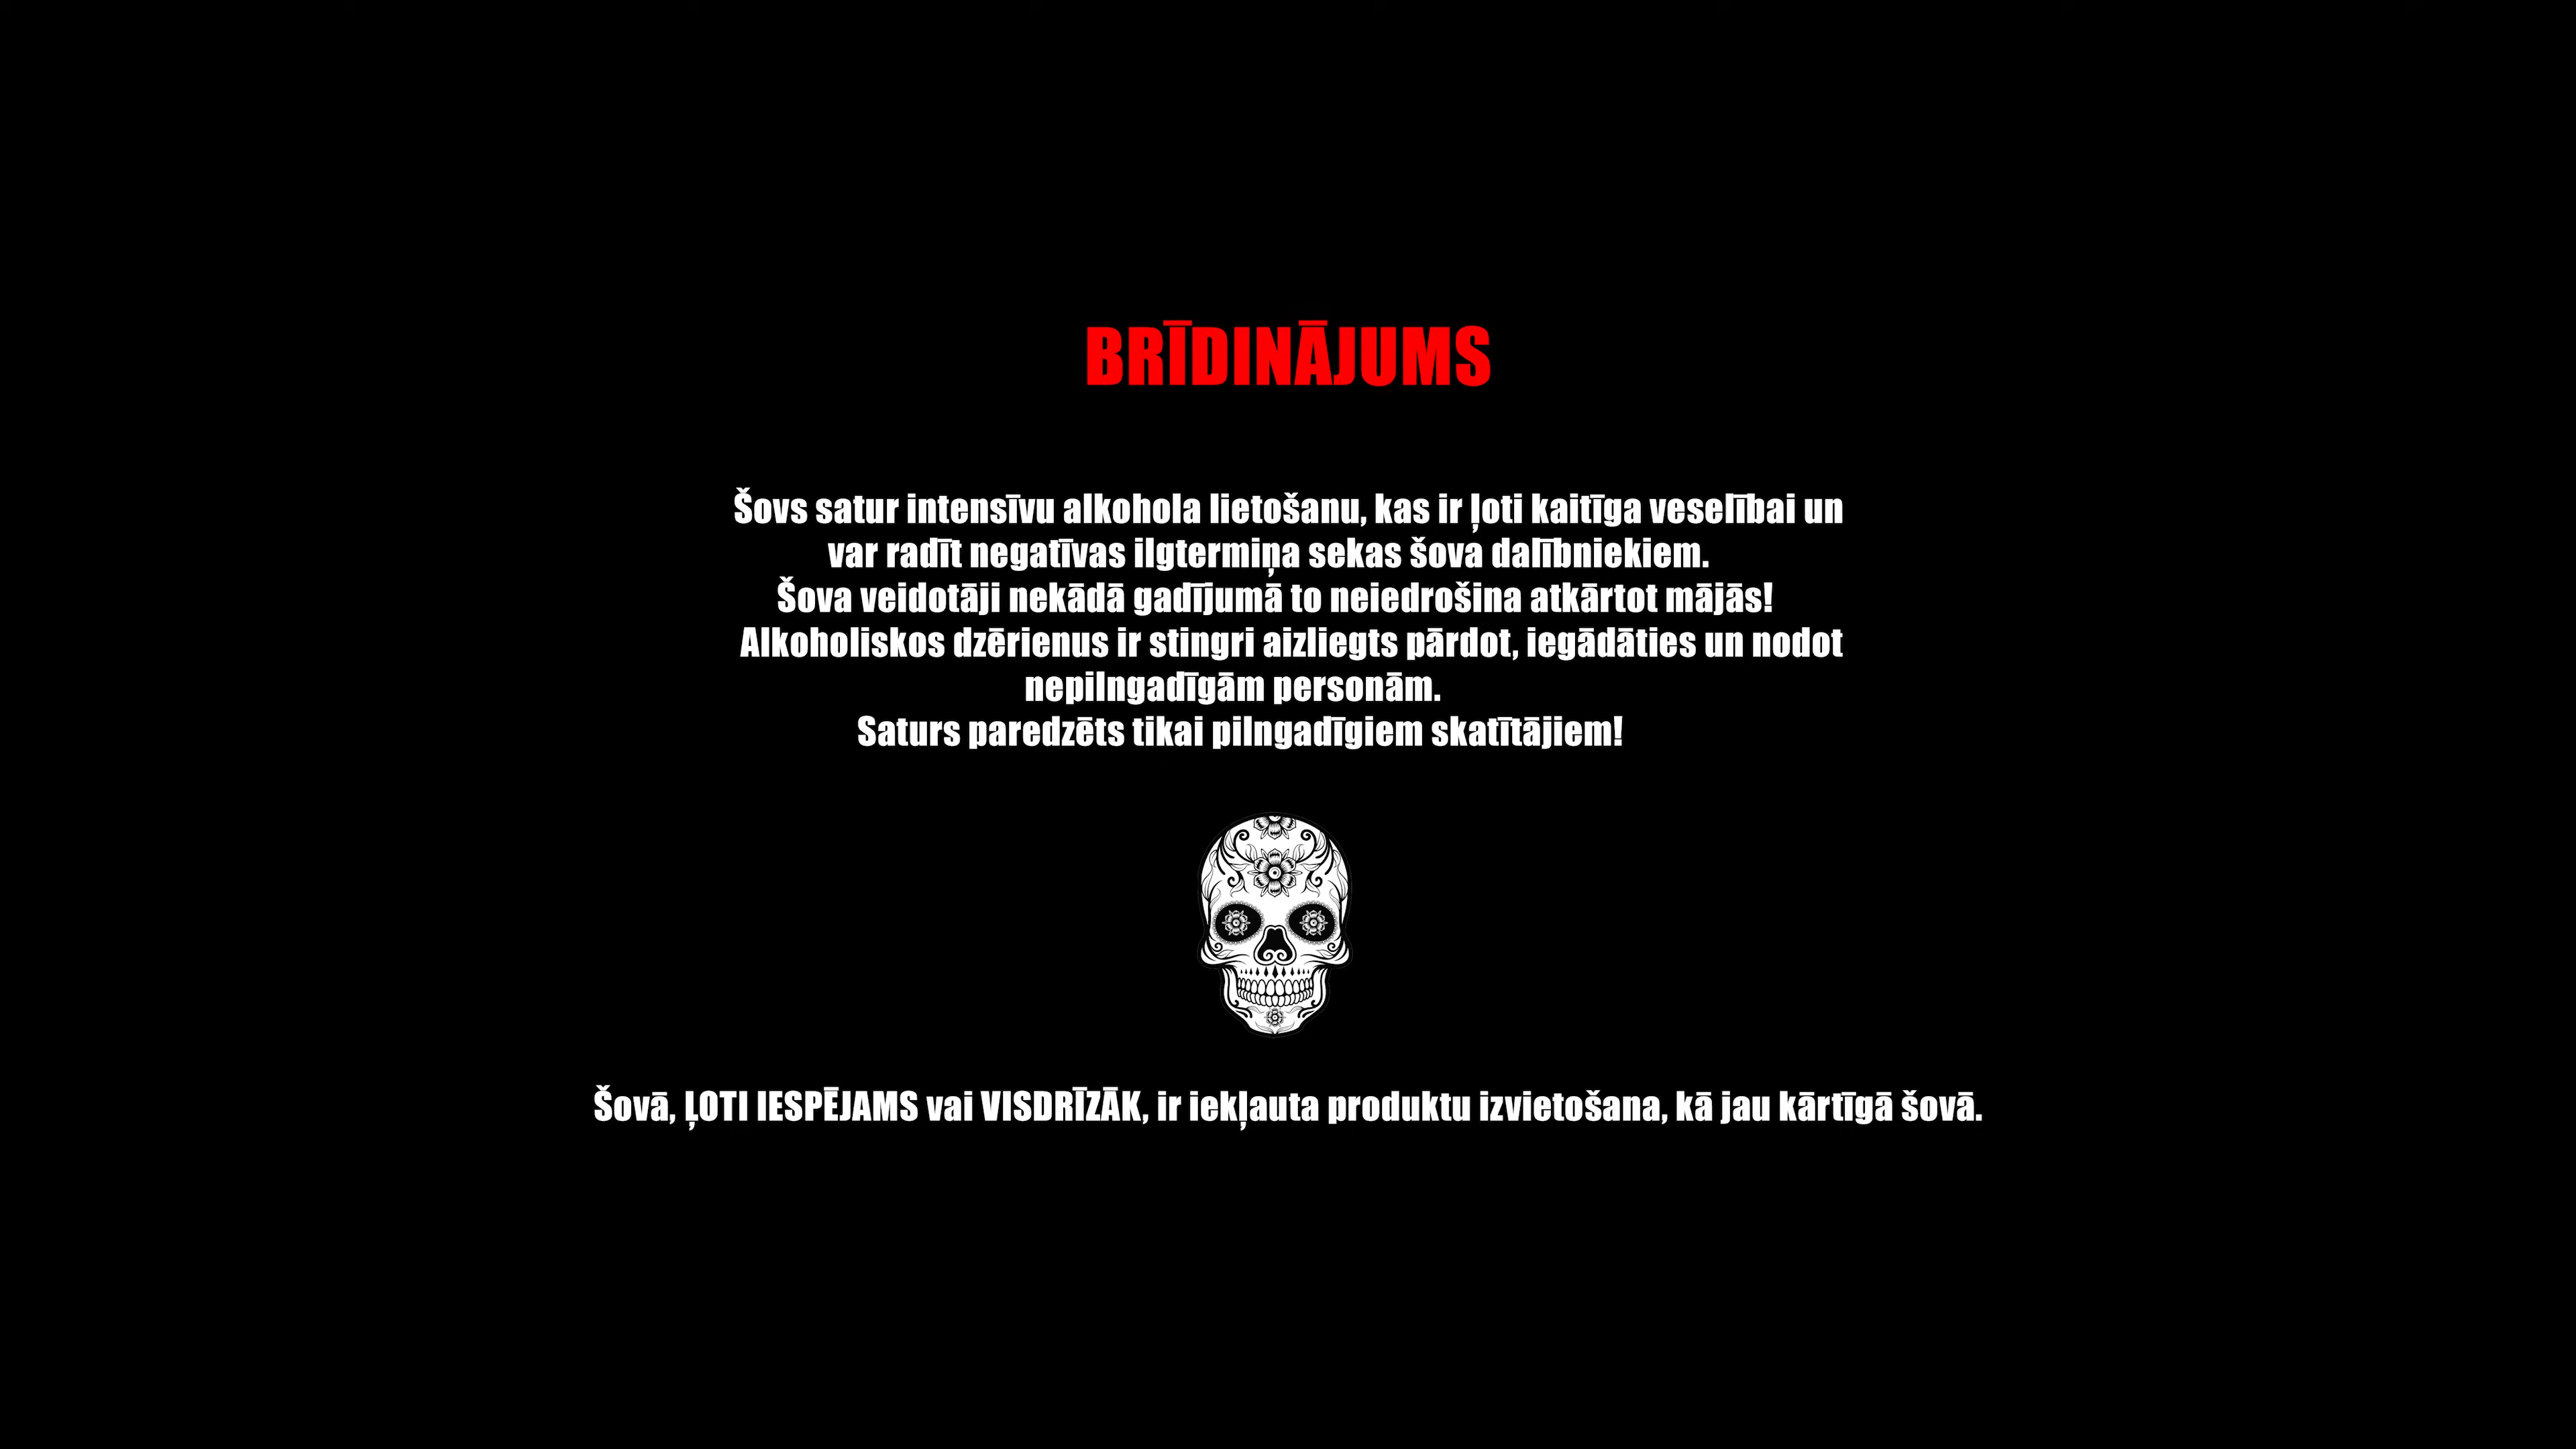 BRĪDINĀJUMS
Šovs satur intensīvu alkohola lietošanu, kas ir ļoti kaitīga veselībai un
var radīt negatīvas ilgtermiņa sekas šova dalībniekiem.
Šova veidotāji nekādā gadījumā to neiedrošina atkārtot mājās!
Alkoholiskos dzērienus ir stingri aizliegts pārdot, iegādāties un nodot
nepilngadīgām personām.
Saturs paredzēts tikai pilngadīgiem skatītājiem!
Šovā, ĻOTI IESPĒJAMS vai VISDRĪZĀK, ir iekļauta produktu izvietošana, kā jau kārtīgā šovā.